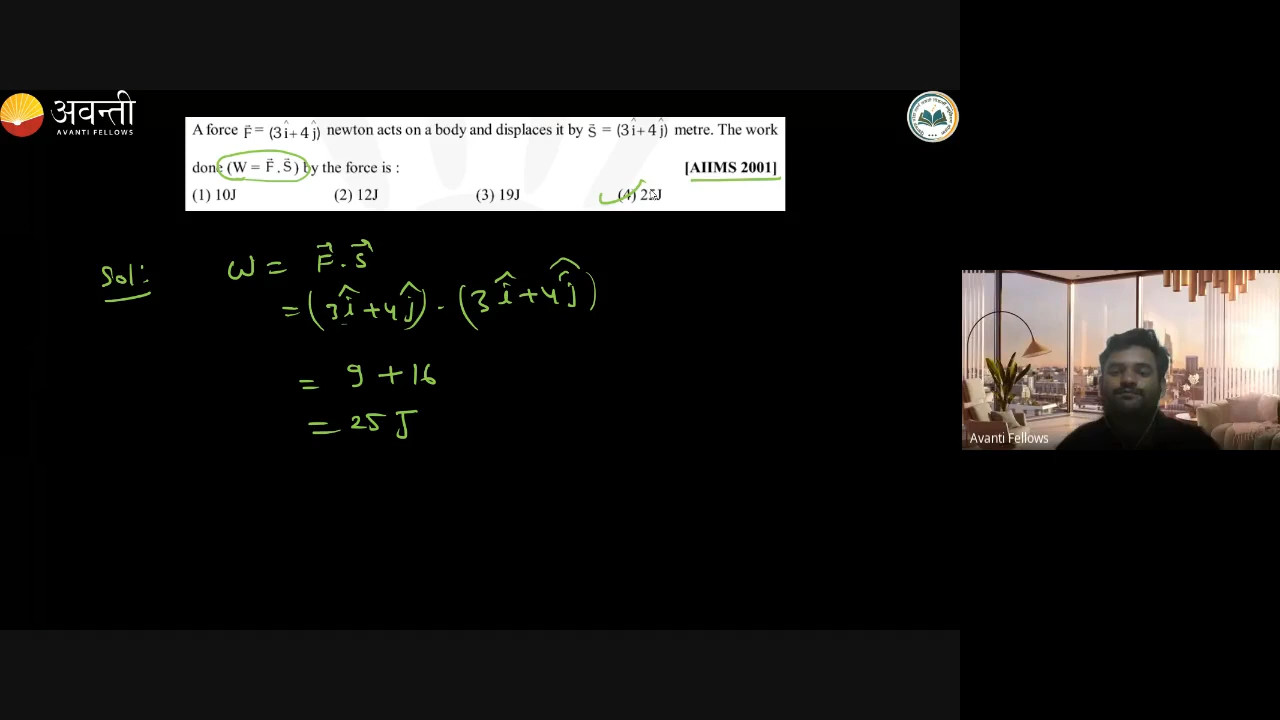 अवन्ती
AVANTI FELLOWS
A force F⃗ = (3î + 4ĵ) newton acts on a body and displaces it by S⃗ = (3î + 4ĵ) metre. The work
done (W = F⃗ . S⃗) by the force is :
[AIIMS 2001]
(1) 10J (2) 12J (3) 19J (4) 25J
Sol:
W = F⃗ . S⃗
= (3î + 4ĵ) . (3î + 4ĵ)
= 9 + 16
= 25 J
Avanti Fellows